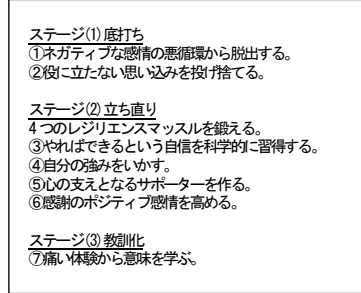 ステージ(1) 底打ち
①ネガティブな感情の悪循環から脱出する。
②役に立たない思い込みを投げ捨てる。
ステージ(2) 立ち直り
4つのレジリエンスマッスルを鍛える。
③やればできるという自信を科学的に習得する。
④自分の強みをいかす。
⑤心の支えとなるサポーターを作る。
⑥感謝のポジティブ感情を高める。
ステージ(3) 教訓化
⑦痛い体験から意味を学ぶ。